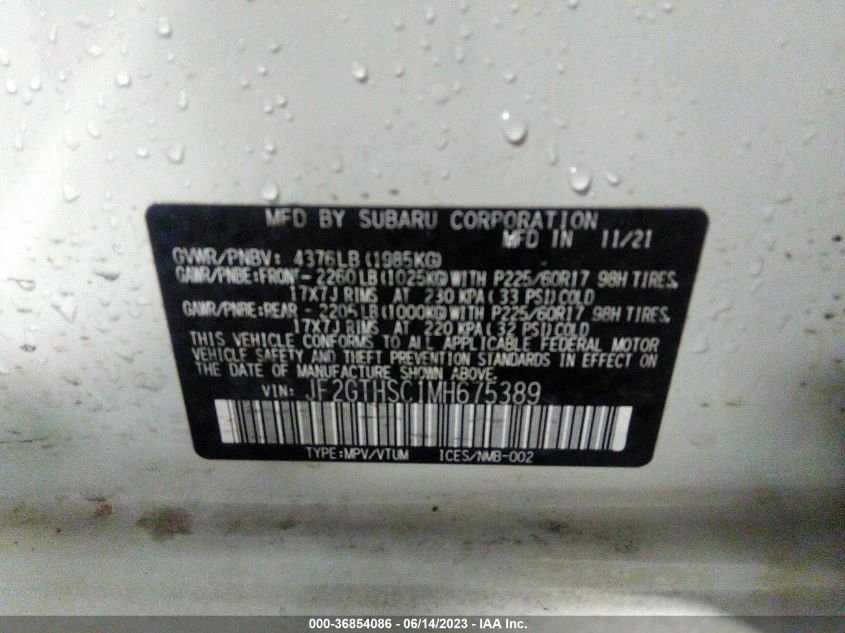 MFD BY SUBARU CORPORATION
MFD IN 11/21
GVWR/PNBV: 4376LB(1985KG)
GAWR/PNBE:FRONT-2260LB(1025KG)WITH P225/60R17 98H TIRES,
17X7J RIMS AT 230 KPA(33 PSI)COLD
GAWR/PNRE:REAR -2205LB(1000KG)WITH P225/60R17 98H TIRES,
17X7J RIMS AT 220 KPA(32 PSI)COLD
THIS VEHICLE CONFORMS TO ALL APPLICABLE FEDERAL MOTOR
VEHICLE SAFETY AND THEFT PREVENTION STANDARDS IN EFFECT ON
THE DATE OF MANUFACTURE SHOWN ABOVE.
VIN: JF2GTHSC1MH675389
TYPE:MPV/VTUM 1CES/NMB-002
000-36854086 - 06/14/2023 - IAA Inc.